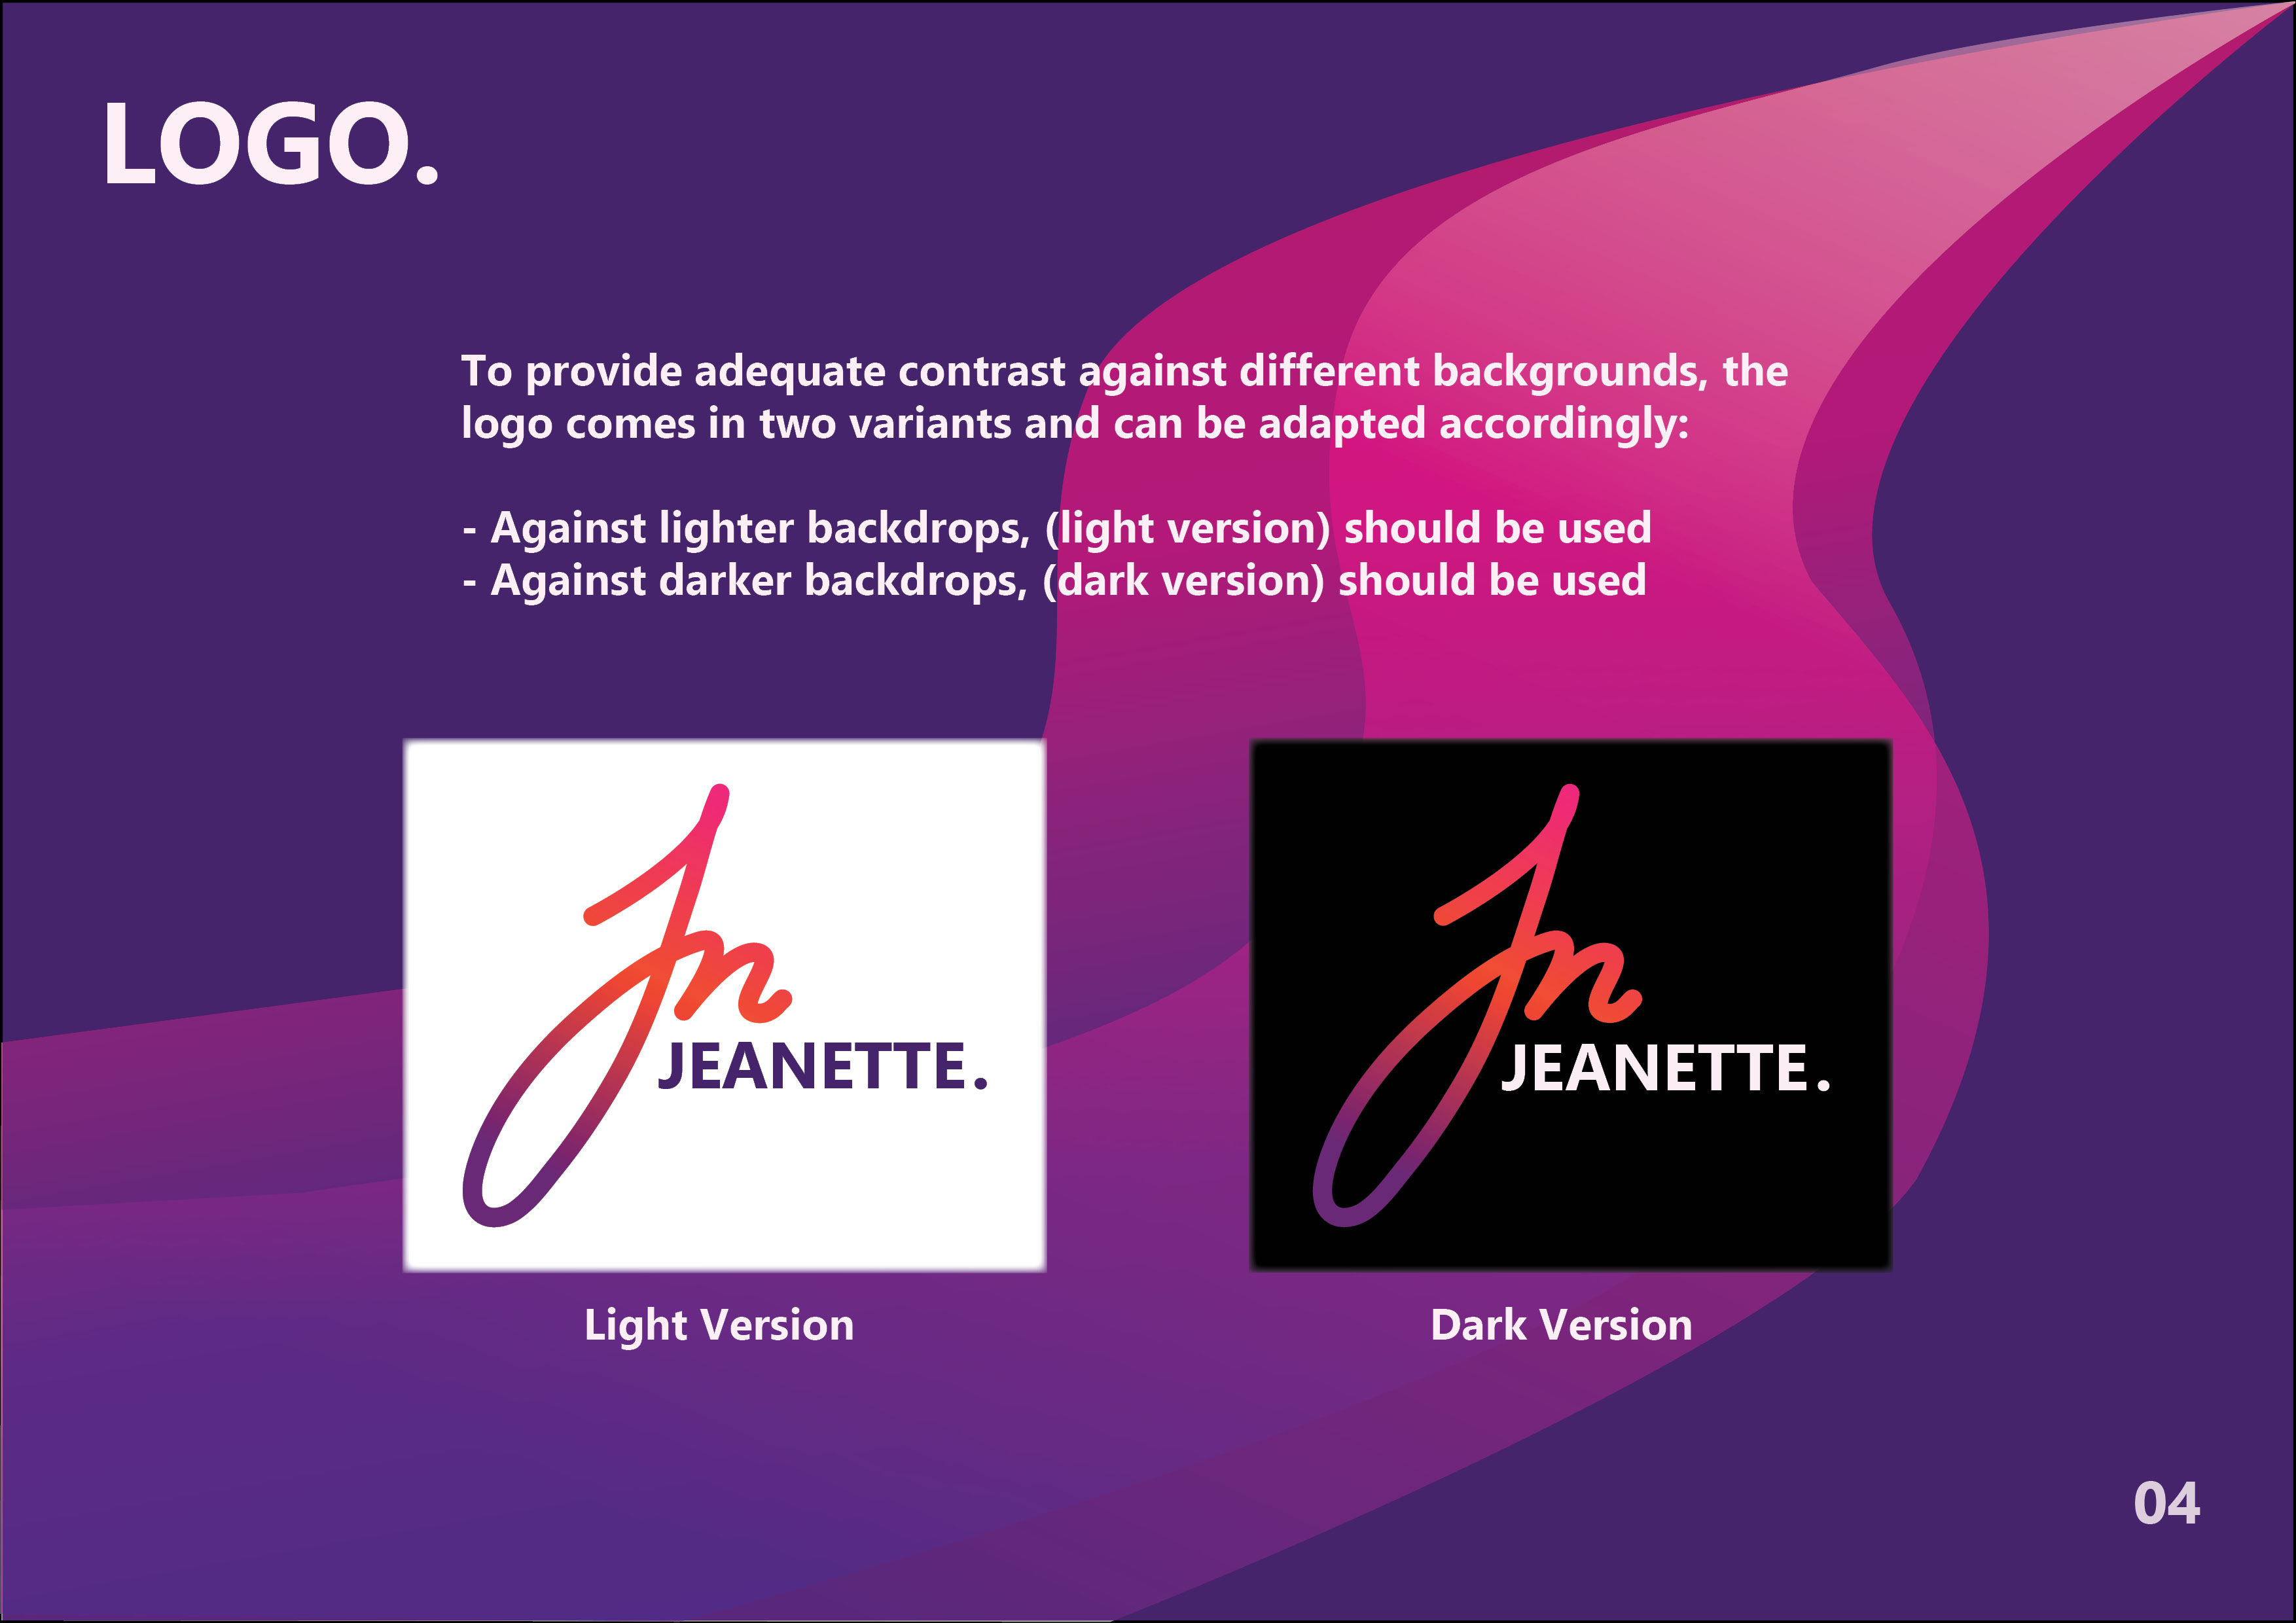 LOGO.
To provide adequate contrast against different backgrounds, the
logo comes in two variants and can be adapted accordingly:
- Against lighter backdrops, (light version) should be used
- Against darker backdrops, (dark version) should be used
Jn
JEANETTE.
Jn
JEANETTE.
Light Version
Dark Version
04